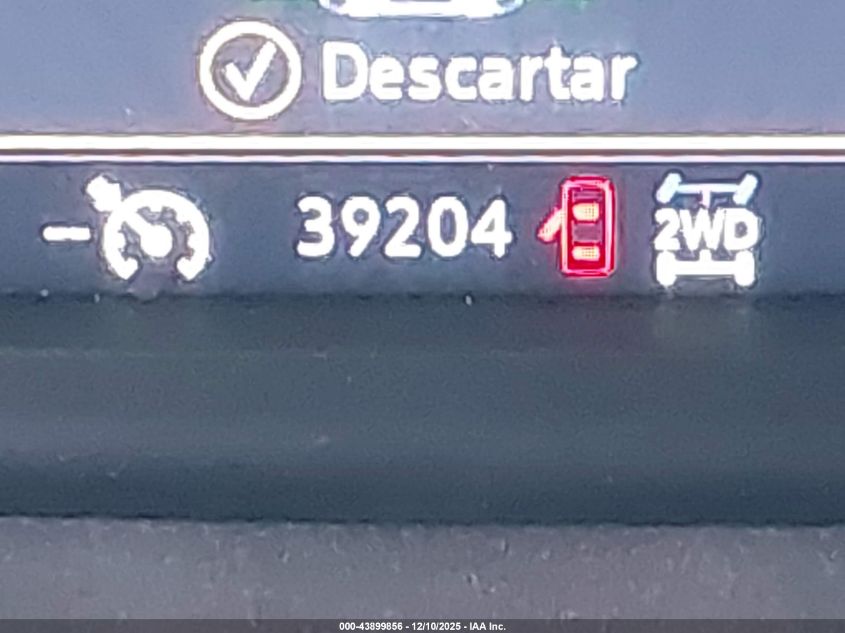 Descartar
39204
2WD
000-43899856 - 12/10/2025 - IAA Inc.